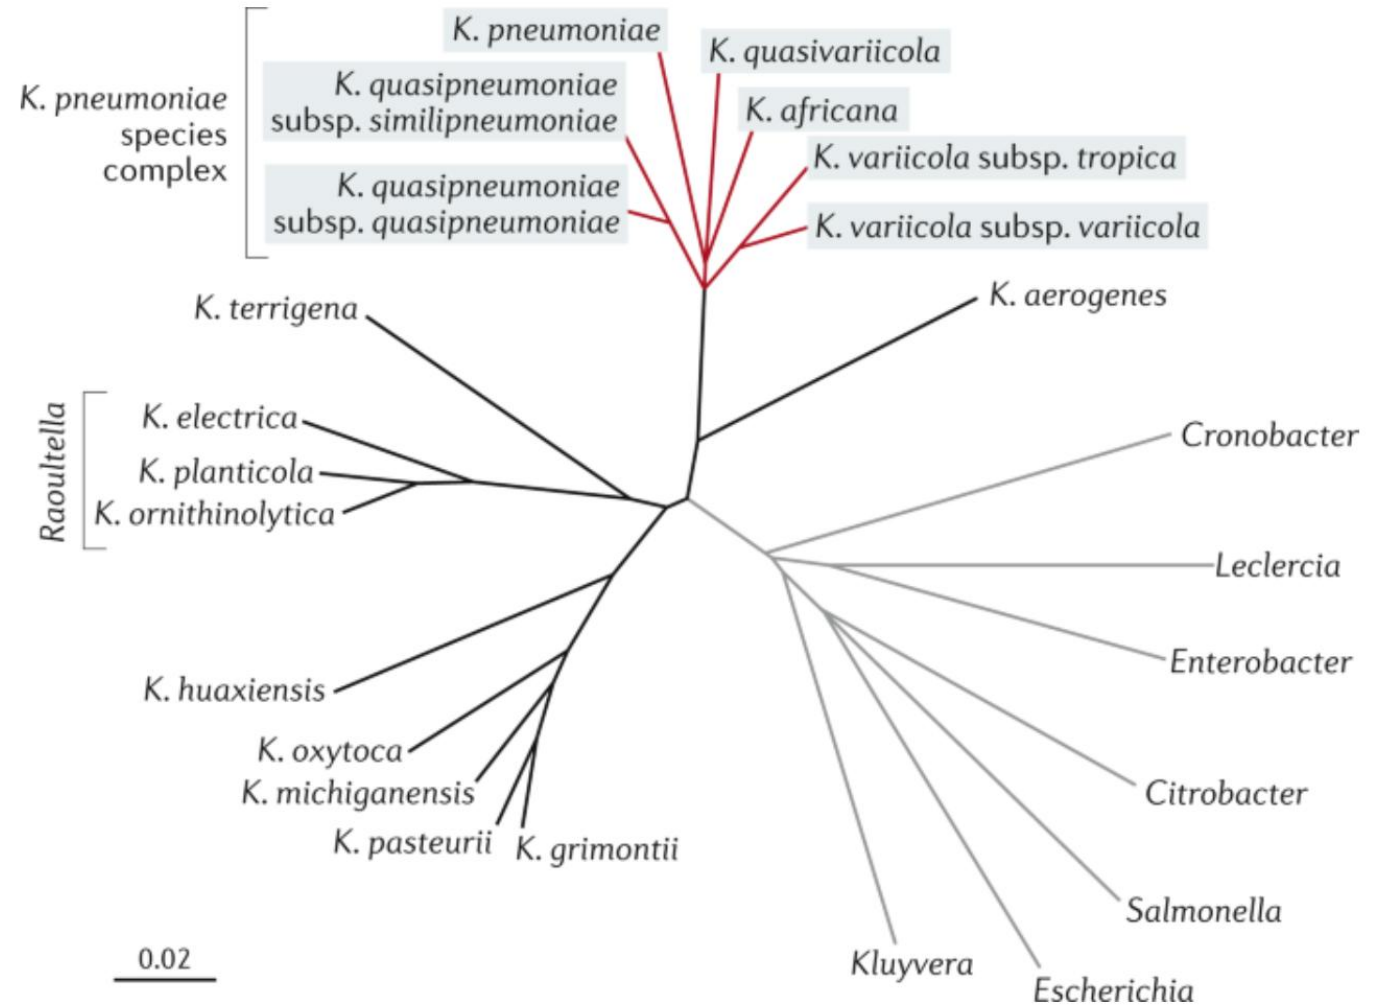 K. pneumoniae
K. quasivariicola
K. quasipneumoniae
subsp. similipneumoniae
K. africana
K. pneumoniae
species
complex
K. variicola subsp. tropica
K. quasipneumoniae
subsp. quasipneumoniae
K. variicola subsp. variicola
K. terrigena
K. aerogenes
Raoultella
K. electrica
K. planticola
K. ornithinolytica
Cronobacter
Leclercia
Enterobacter
K. huaxiensis
K. oxytoca
K. michiganensis
K. pasteurii
K. grimontii
Citrobacter
Salmonella
Kluyvera
Escherichia
0.02